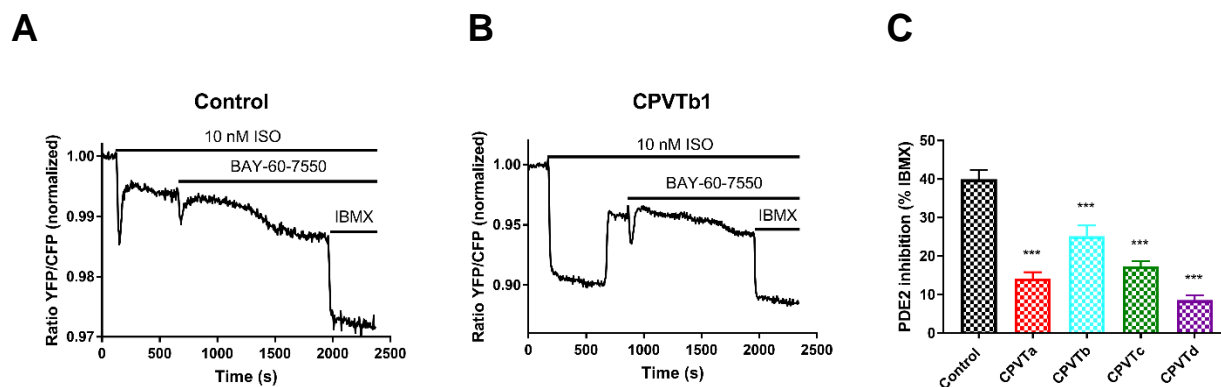 A
Control
10 nM ISO
BAY-60-7550
IBMX
Ratio YFP/CFP (normalized)
1.00
0.99
0.98
0.97
0
500
1000
1500
2000
2500
Time (s)
B
CPVTb1
10 nM ISO
BAY-60-7550
IBMX
Ratio YFP/CFP (normalized)
1.00
0.95
0.90
0
500
1000
1500
2000
2500
Time (s)
C
PDE2 inhibition (% IBMX)
50
40
30
20
10
0
***
***
***
***
Control
CPVTa
CPVTb
CPVTc
CPVTd